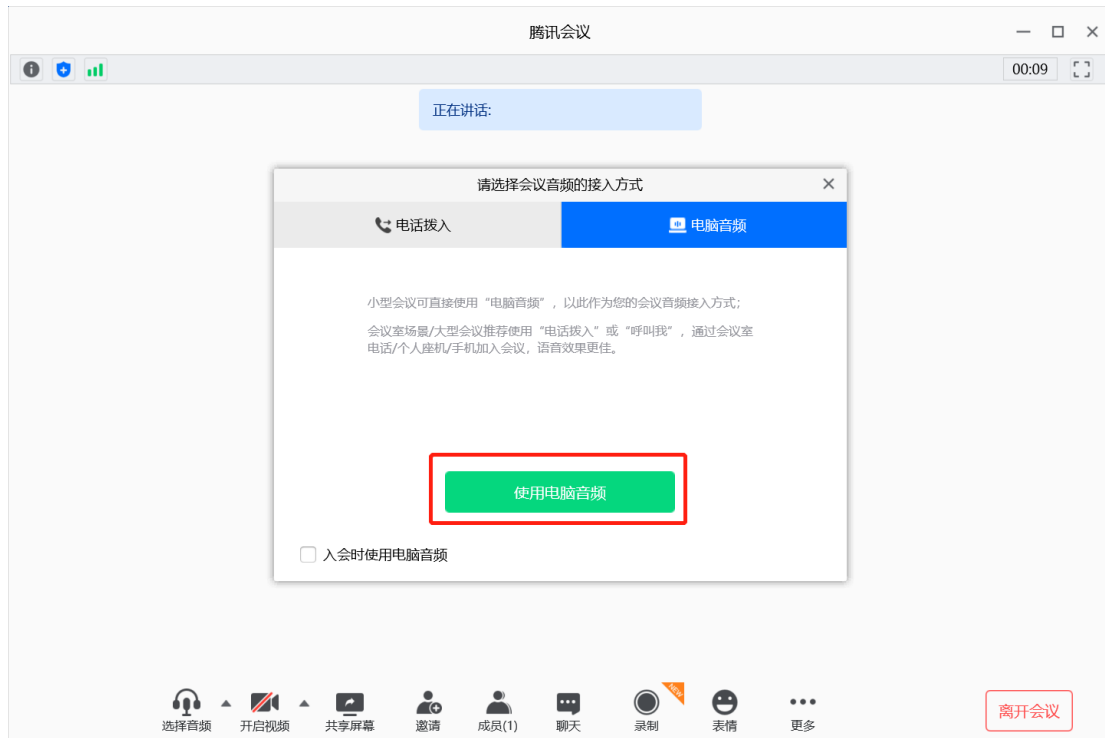 腾讯会议
00:09
正在讲话:
请选择会议音频的接入方式
电话拨入
电脑音频
小型会议可直接使用“电脑音频”，以此作为您的会议音频接入方式；
会议室场景/大型会议推荐使用“电话拨入”或“呼叫我”，通过会议室
电话/个人座机/手机加入会议，语音效果更佳。
使用电脑音频
入会时使用电脑音频
NEW
选择音频
开启视频
共享屏幕
邀请
成员(1)
聊天
录制
表情
更多
离开会议